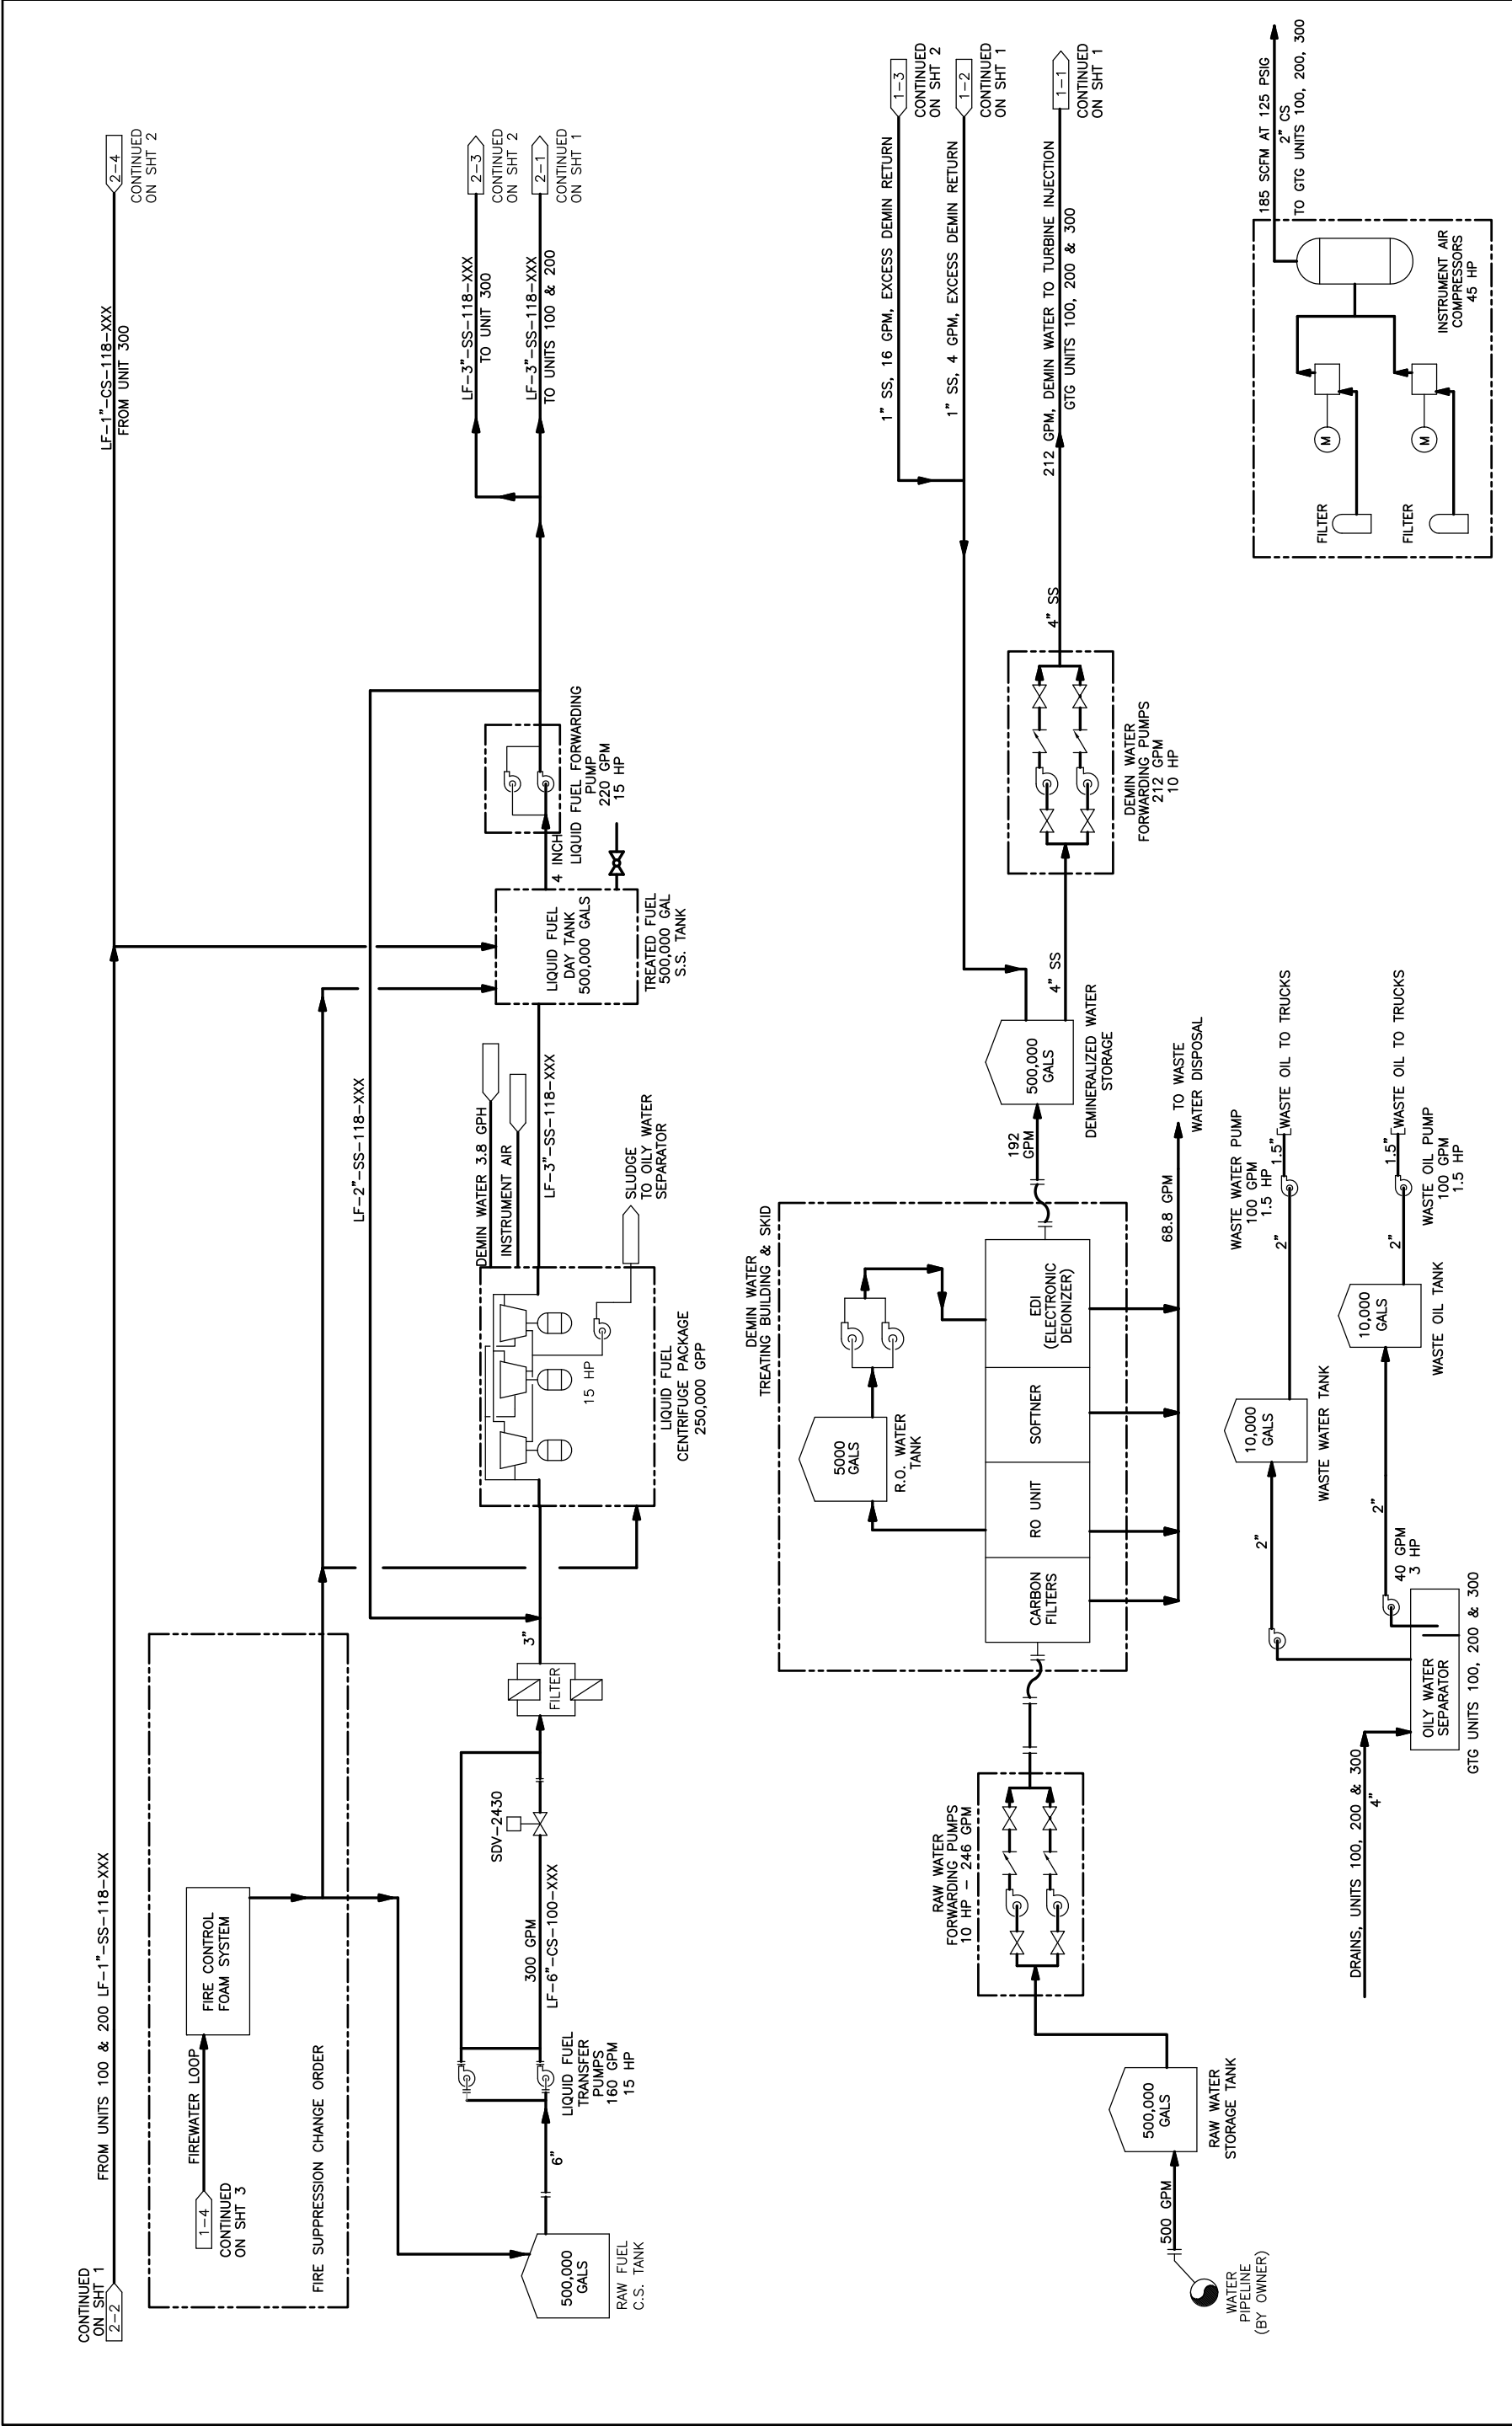 CONTINUED
ON SHT 1
2-2
FROM UNITS 100 & 200 LF-1"-SS-118-XXX
LF-1"-CS-118-XXX
FROM UNIT 300
2-4
CONTINUED
ON SHT 2
1-4
CONTINUED
ON SHT 3
FIREWATER LOOP
FIRE CONTROL
FOAM SYSTEM
FIRE SUPPRESSION CHANGE ORDER
500,000
GALS
RAW FUEL
C.S. TANK
6"
LIQUID FUEL
TRANSFER
PUMPS
160 GPM
15 HP
300 GPM
LF-6"-CS-100-XXX
SDV-2430
FILTER
3"
LF-2"-SS-118-XXX
15 HP
LIQUID FUEL
CENTRIFUGE PACKAGE
250,000 GPP
DEMIN WATER 3.8 GPH
INSTRUMENT AIR
LF-3"-SS-118-XXX
SLUDGE
TO OILY WATER
SEPARATOR
LIQUID FUEL
DAY TANK
500,000 GALS
TREATED FUEL
500,000 GAL
S.S. TANK
4 INCH
LIQUID FUEL FORWARDING
PUMP
220 GPM
15 HP
LF-3"-SS-118-XXX
TO UNIT 300
2-3
CONTINUED
ON SHT 2
LF-3"-SS-118-XXX
TO UNITS 100 & 200
2-1
CONTINUED
ON SHT 1
WATER
PIPELINE
(BY OWNER)
500 GPM
500,000
GALS
RAW WATER
STORAGE TANK
RAW WATER
FORWARDING PUMPS
10 HP - 246 GPM
DEMIN WATER
TREATING BUILDING & SKID
5000
GALS
R.O. WATER
TANK
CARBON
FILTERS
RO UNIT
SOFTNER
EDI
(ELECTRONIC
DEIONIZER)
68.8 GPM
TO WASTE
WATER DISPOSAL
192
GPM
500,000
GALS
DEMINERALIZED WATER
STORAGE
4" SS
DEMIN WATER
FORWARDING PUMPS
212 GPM
10 HP
4" SS
1" SS, 16 GPM, EXCESS DEMIN RETURN
1-3
CONTINUED
ON SHT 2
1" SS, 4 GPM, EXCESS DEMIN RETURN
1-2
CONTINUED
ON SHT 1
212 GPM, DEMIN WATER TO TURBINE INJECTION
GTG UNITS 100, 200 & 300
1-1
CONTINUED
ON SHT 1
DRAINS, UNITS 100, 200 & 300
4"
OILY WATER
SEPARATOR
GTG UNITS 100, 200 & 300
2"
10,000
GALS
WASTE WATER TANK
2"
WASTE WATER PUMP
100 GPM
1.5 HP
1.5"
WASTE OIL TO TRUCKS
40 GPM
3 HP
2"
10,000
GALS
WASTE OIL TANK
2"
WASTE OIL PUMP
100 GPM
1.5 HP
1.5"
WASTE OIL TO TRUCKS
FILTER
FILTER
M
M
INSTRUMENT AIR
COMPRESSORS
45 HP
185 SCFM AT 125 PSIG
2" CS
TO GTG UNITS 100, 200, 300